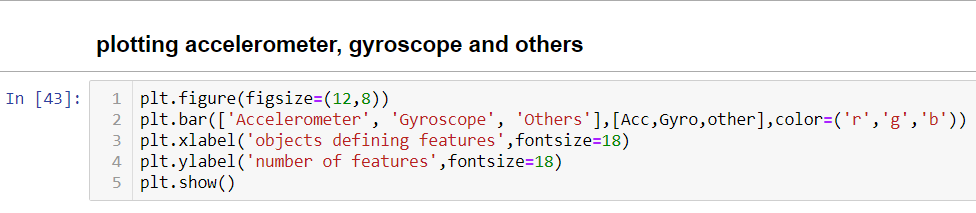 plotting accelerometer, gyroscope and others
In [43]:
1 plt.figure(figsize=(12,8))
2 plt.bar(['Accelerometer', 'Gyroscope', 'Others'],[Acc,Gyro,other],color=('r','g','b'))
3 plt.xlabel('objects defining features',fontsize=18)
4 plt.ylabel('number of features',fontsize=18)
5 plt.show()